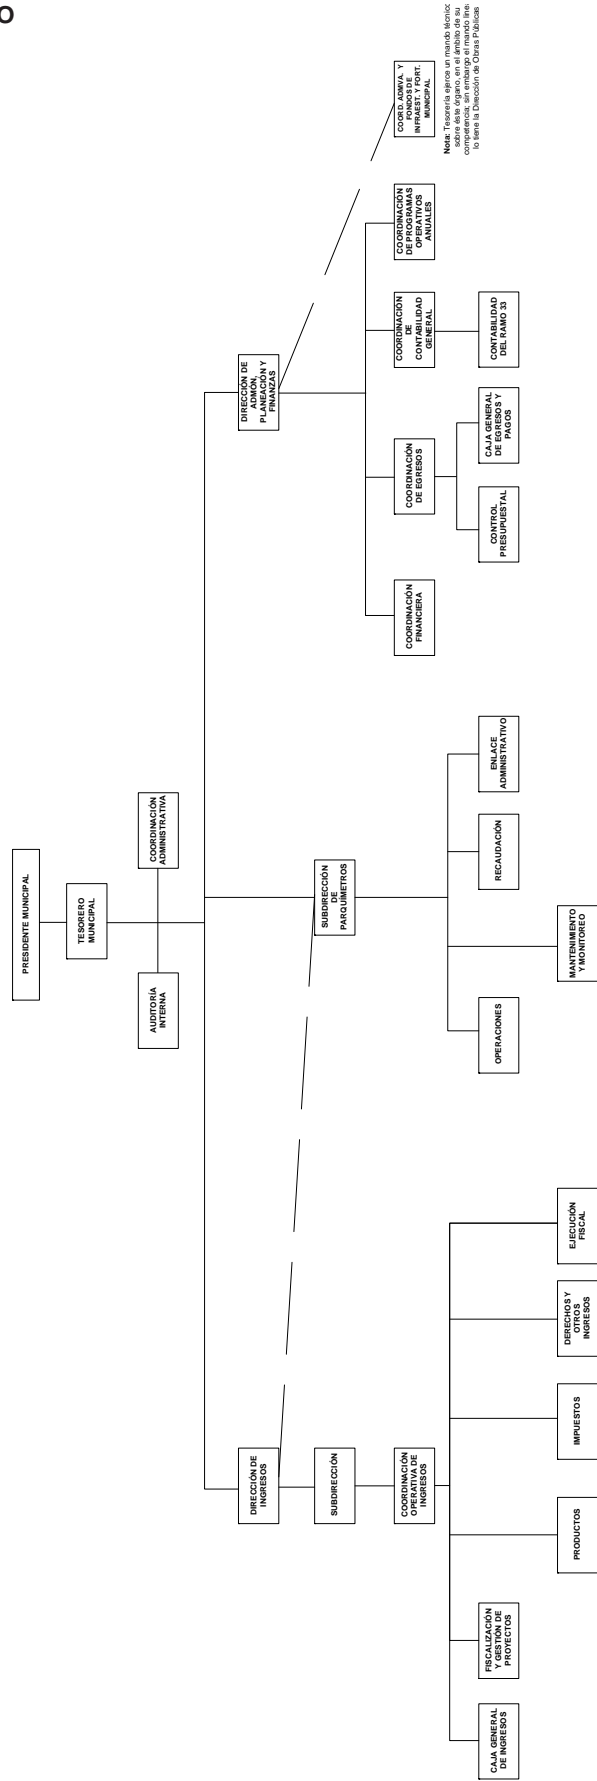 O
PRESIDENTE MUNICIPAL
TESORERO
MUNICIPAL
AUDITORÍA
INTERNA
COORDINACIÓN
ADMINISTRATIVA
DIRECCIÓN DE
INGRESOS
DIRECCIÓN DE
ADMÓN,
PLANEACIÓN Y
FINANZAS
SUBDIRECCIÓN
SUBDIRECCIÓN
DE
PARQUÍMETROS
COORDINACIÓN
OPERATIVA DE
INGRESOS
COORDINACIÓN
FINANCIERA
COORDINACIÓN
DE EGRESOS
COORDINACIÓN
DE
CONTABILIDAD
GENERAL
COORDINACIÓN
DE PROGRAMAS
OPERATIVOS
ANUALES
COORD. ADMVA. Y
FONDOS DE
INFRAEST. Y FORT.
MUNICIPAL
Nota: Tesorería ejerce un mando técnico
sobre éste órgano, en el ámbito de su
competencia; sin embargo el mando line
lo tiene la Dirección de Obras Públicas
CAJA GENERAL
DE INGRESOS
FISCALIZACIÓN
Y GESTIÓN DE
PROYECTOS
OPERACIONES
RECAUDACIÓN
ENLACE
ADMINISTRATIVO
CONTROL
PRESUPUESTAL
CAJA GENERAL
DE EGRESOS Y
PAGOS
CONTABILIDAD
DEL RAMO 33
PRODUCTOS
IMPUESTOS
DERECHOS Y
OTROS
INGRESOS
EJECUCIÓN
FISCAL
MANTENIMIENTO
Y MONITOREO